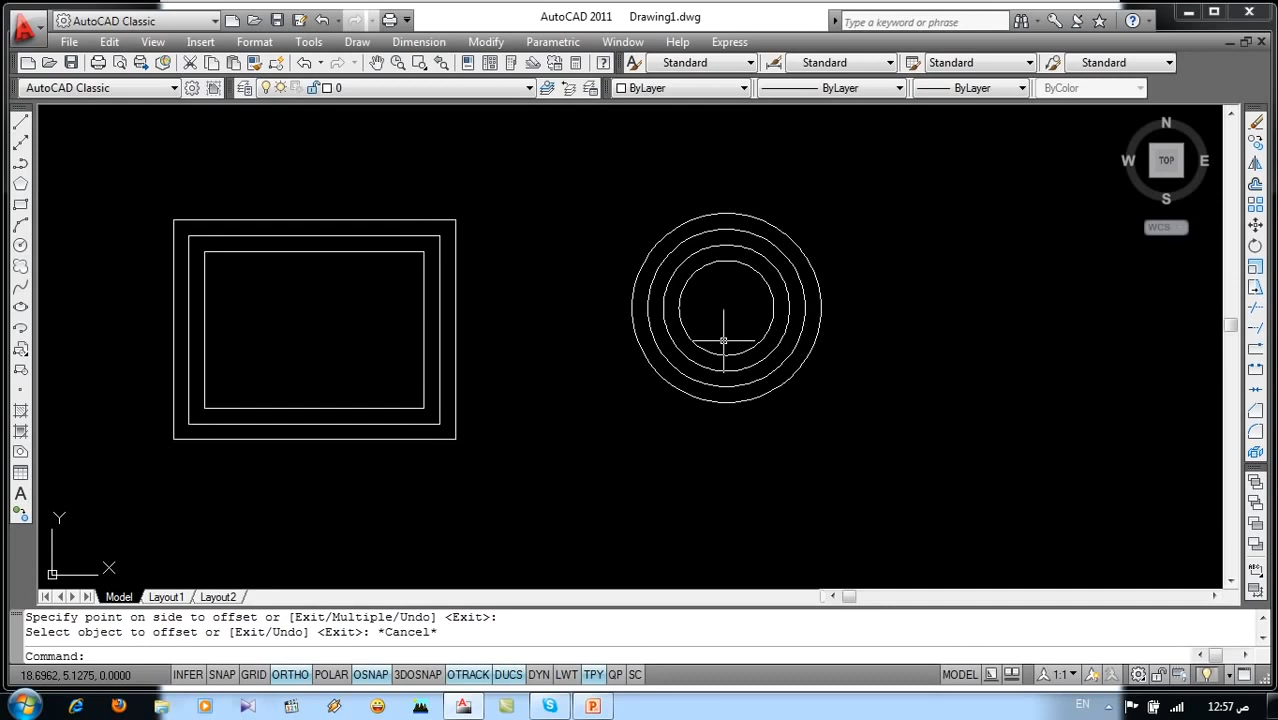 AutoCAD Classic
AutoCAD 2011 Drawing1.dwg
Type a keyword or phrase
File Edit View Insert Format Tools Draw Dimension Modify Parametric Window Help Express
Standard Standard Standard Standard
AutoCAD Classic 0 ByLayer ByLayer ByLayer ByColor
N
W TOP E
S
WCS
Y
X
Model Layout1 Layout2
Specify point on side to offset or [Exit/Multiple/Undo] <Exit>:
Select object to offset or [Exit/Undo] <Exit>: *Cancel*
Command:
18.6962, 5.1275, 0.0000 INFER SNAP GRID ORTHO POLAR OSNAP 3DOSNAP OTRACK DUCS DYN LWT TPY QP SC MODEL 1:1
EN 12:57 ص